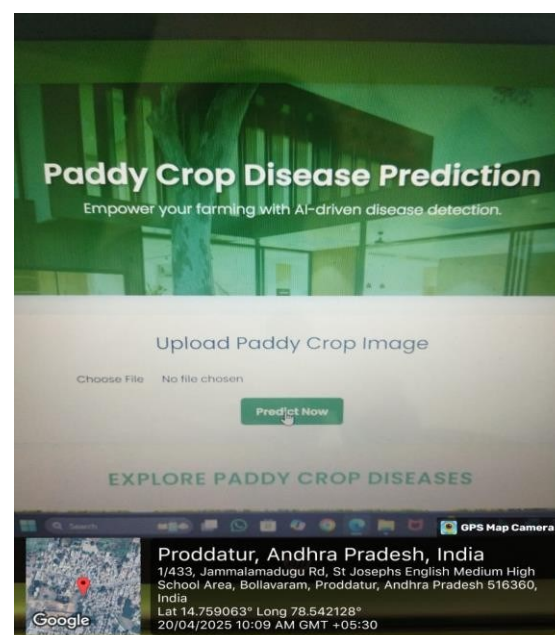 Paddy Crop Disease Prediction
Empower your farming with AI-driven disease detection.
Upload Paddy Crop Image
Choose File No file chosen
Predict Now
EXPLORE PADDY CROP DISEASES
Search
GPS Map Camera
Proddatur, Andhra Pradesh, India
1/433, Jammalamadugu Rd, St Josephs English Medium High
School Area, Bollavaram, Proddatur, Andhra Pradesh 516360,
India
Lat 14.759063° Long 78.542128°
20/04/2025 10:09 AM GMT +05:30
Google